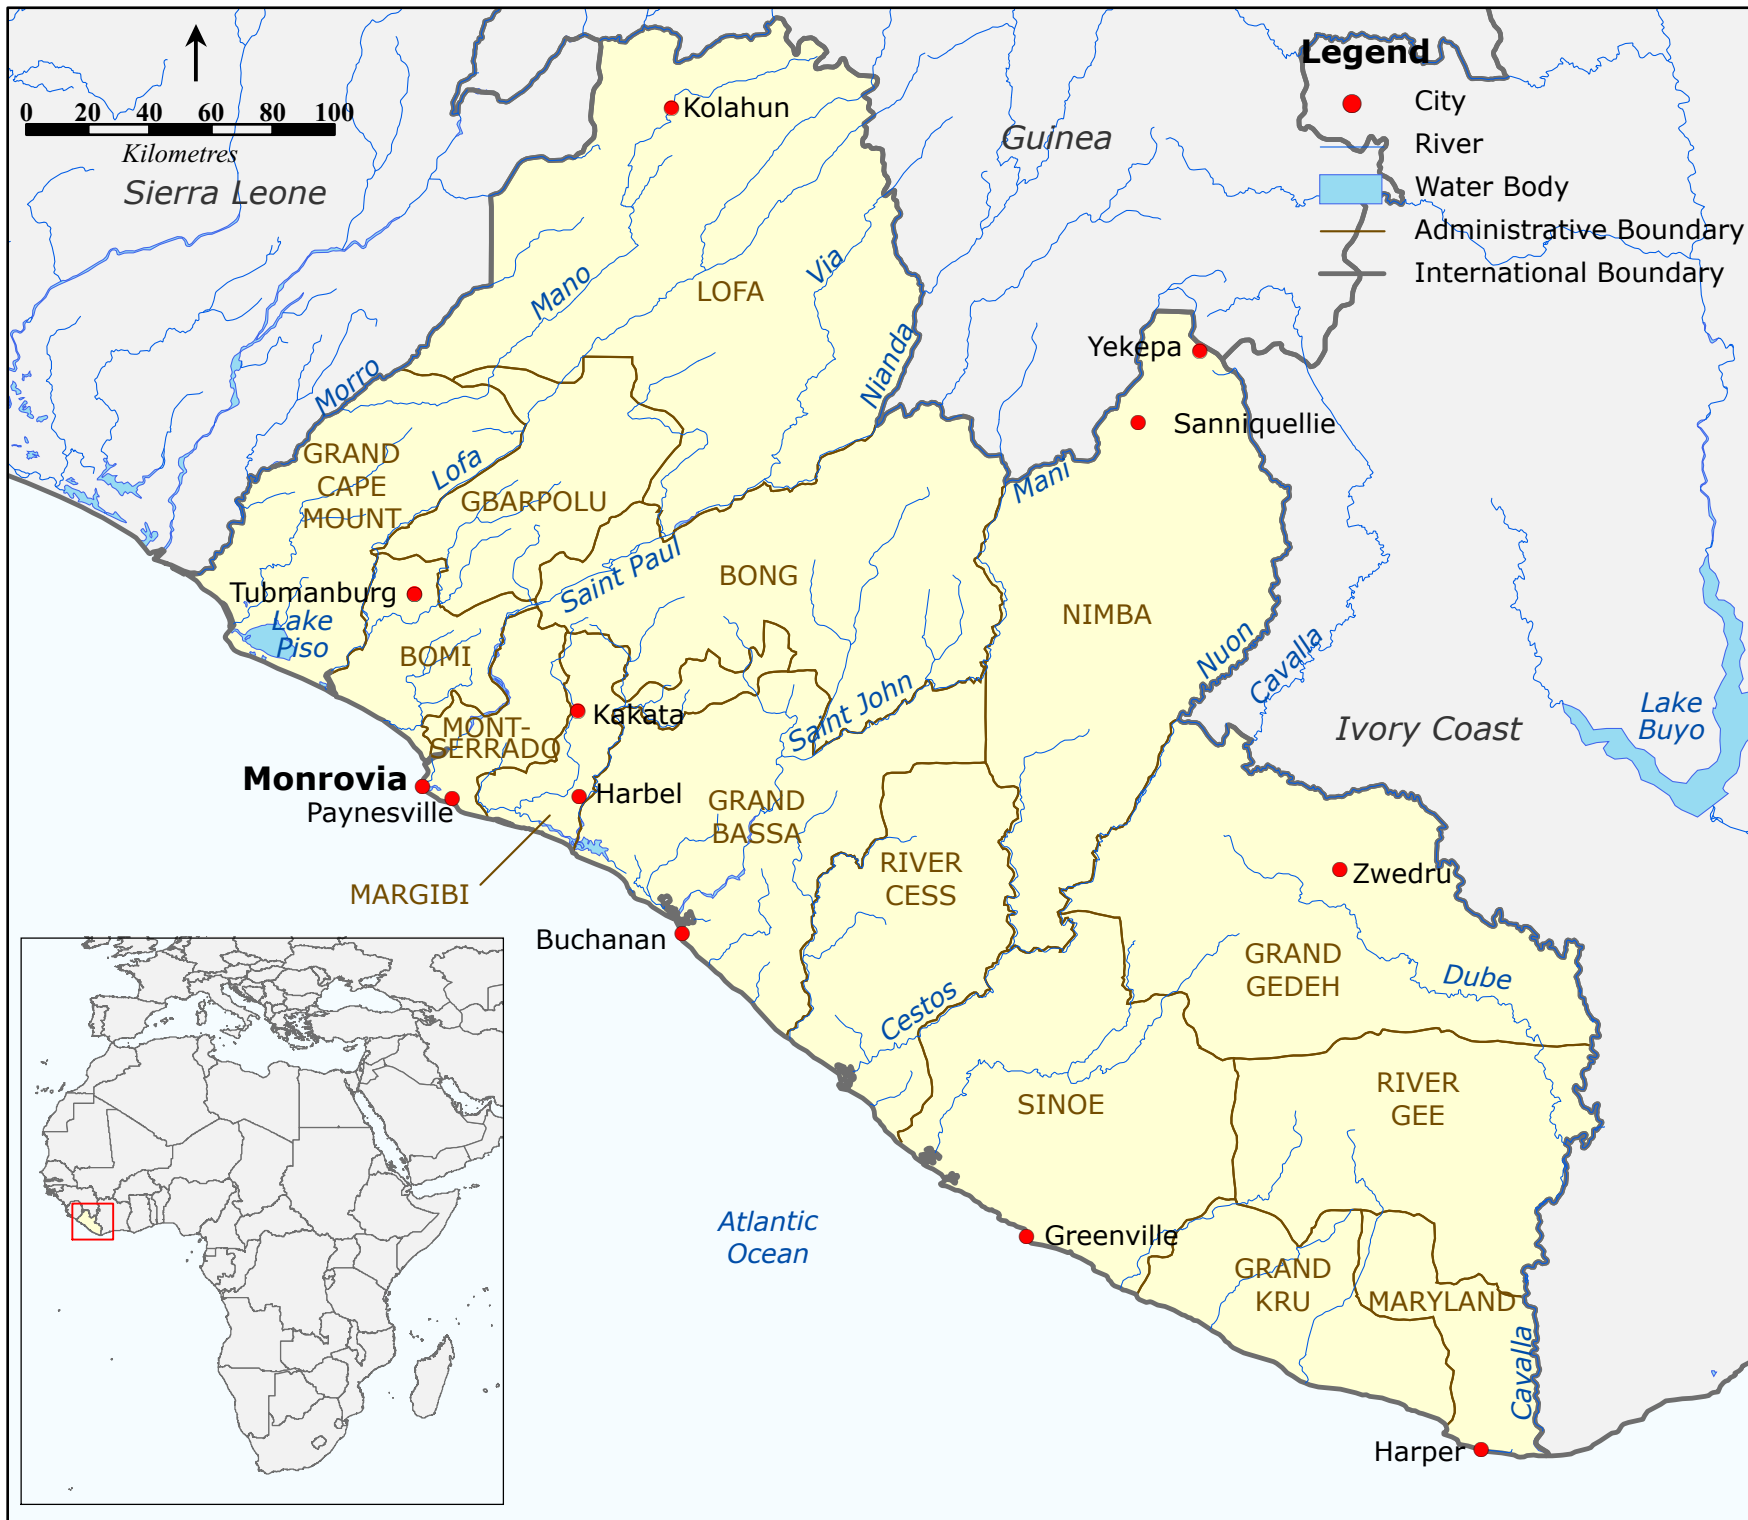 Legend
City
River
Water Body
Administrative Boundary
International Boundary
0 20 40 60 80 100
Kilometres
Sierra Leone
Guinea
Ivory Coast
Kolahun
Mano
Via
LOFA
Nianda
Morro
Yekepa
Sanniquellie
GRAND
CAPE
MOUNT
Lofa
GBARPOLU
Mani
Saint Paul
BONG
NIMBA
Tubmanburg
Lake
Piso
BOMI
Nuon
Cavalla
Lake
Buyo
Kakata
MONT-
SERRADO
Saint John
Monrovia
Paynesville
Harbel
GRAND
BASSA
MARGIBI
RIVER
CESS
Zwedru
Buchanan
GRAND
GEDEH
Dube
Cestos
SINOE
RIVER
GEE
Atlantic
Ocean
Greenville
GRAND
KRU
MARYLAND
Cavalla
Harper